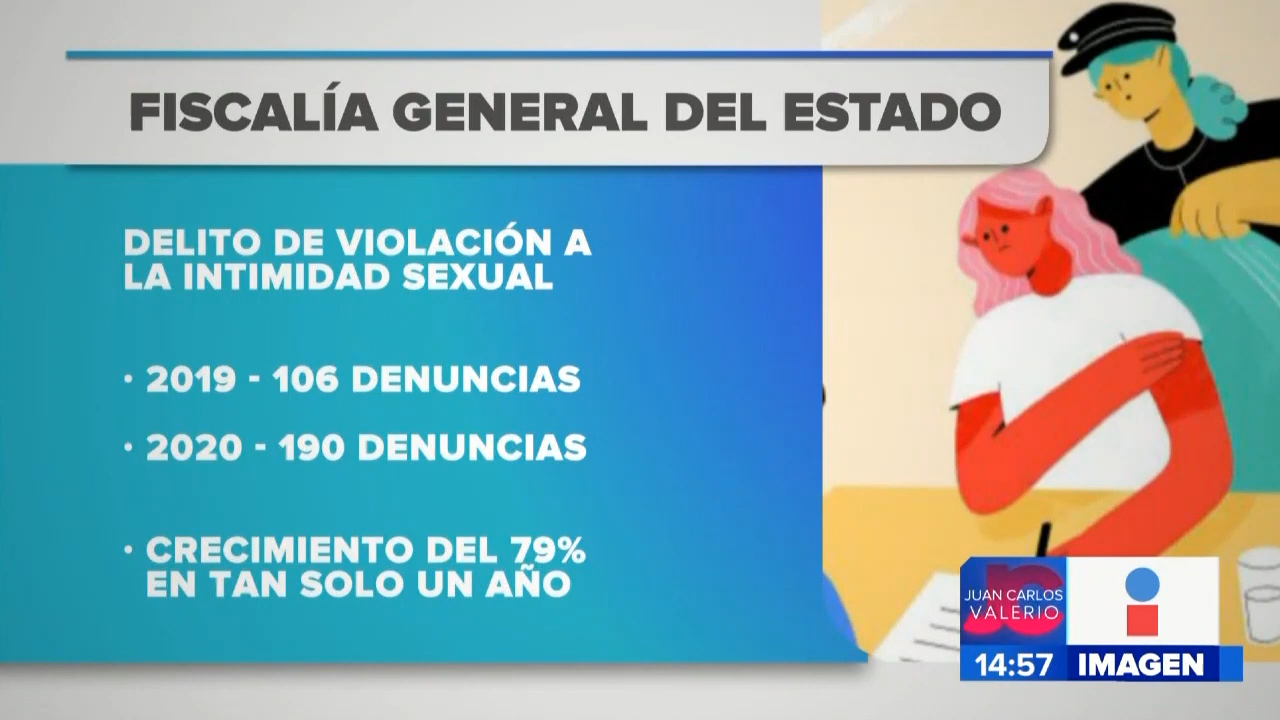 FISCALÍA GENERAL DEL ESTADO
DELITO DE VIOLACIÓN A
LA INTIMIDAD SEXUAL
· 2019 - 106 DENUNCIAS
· 2020 - 190 DENUNCIAS
· CRECIMIENTO DEL 79%
EN TAN SOLO UN AÑO
JUAN CARLOS
VALERIO
14:57 IMAGEN